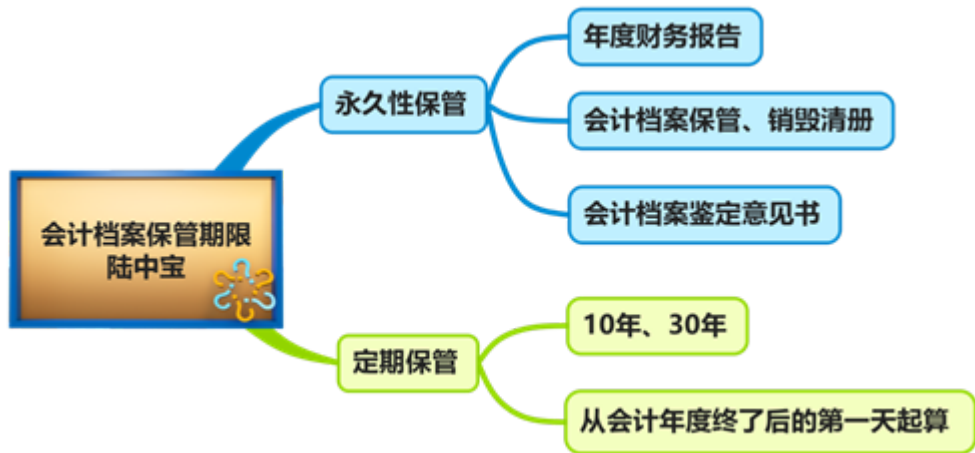 会计档案保管期限
陆中宝
永久性保管
年度财务报告
会计档案保管、销毁清册
会计档案鉴定意见书
定期保管
10年、30年
从会计年度终了后的第一天起算